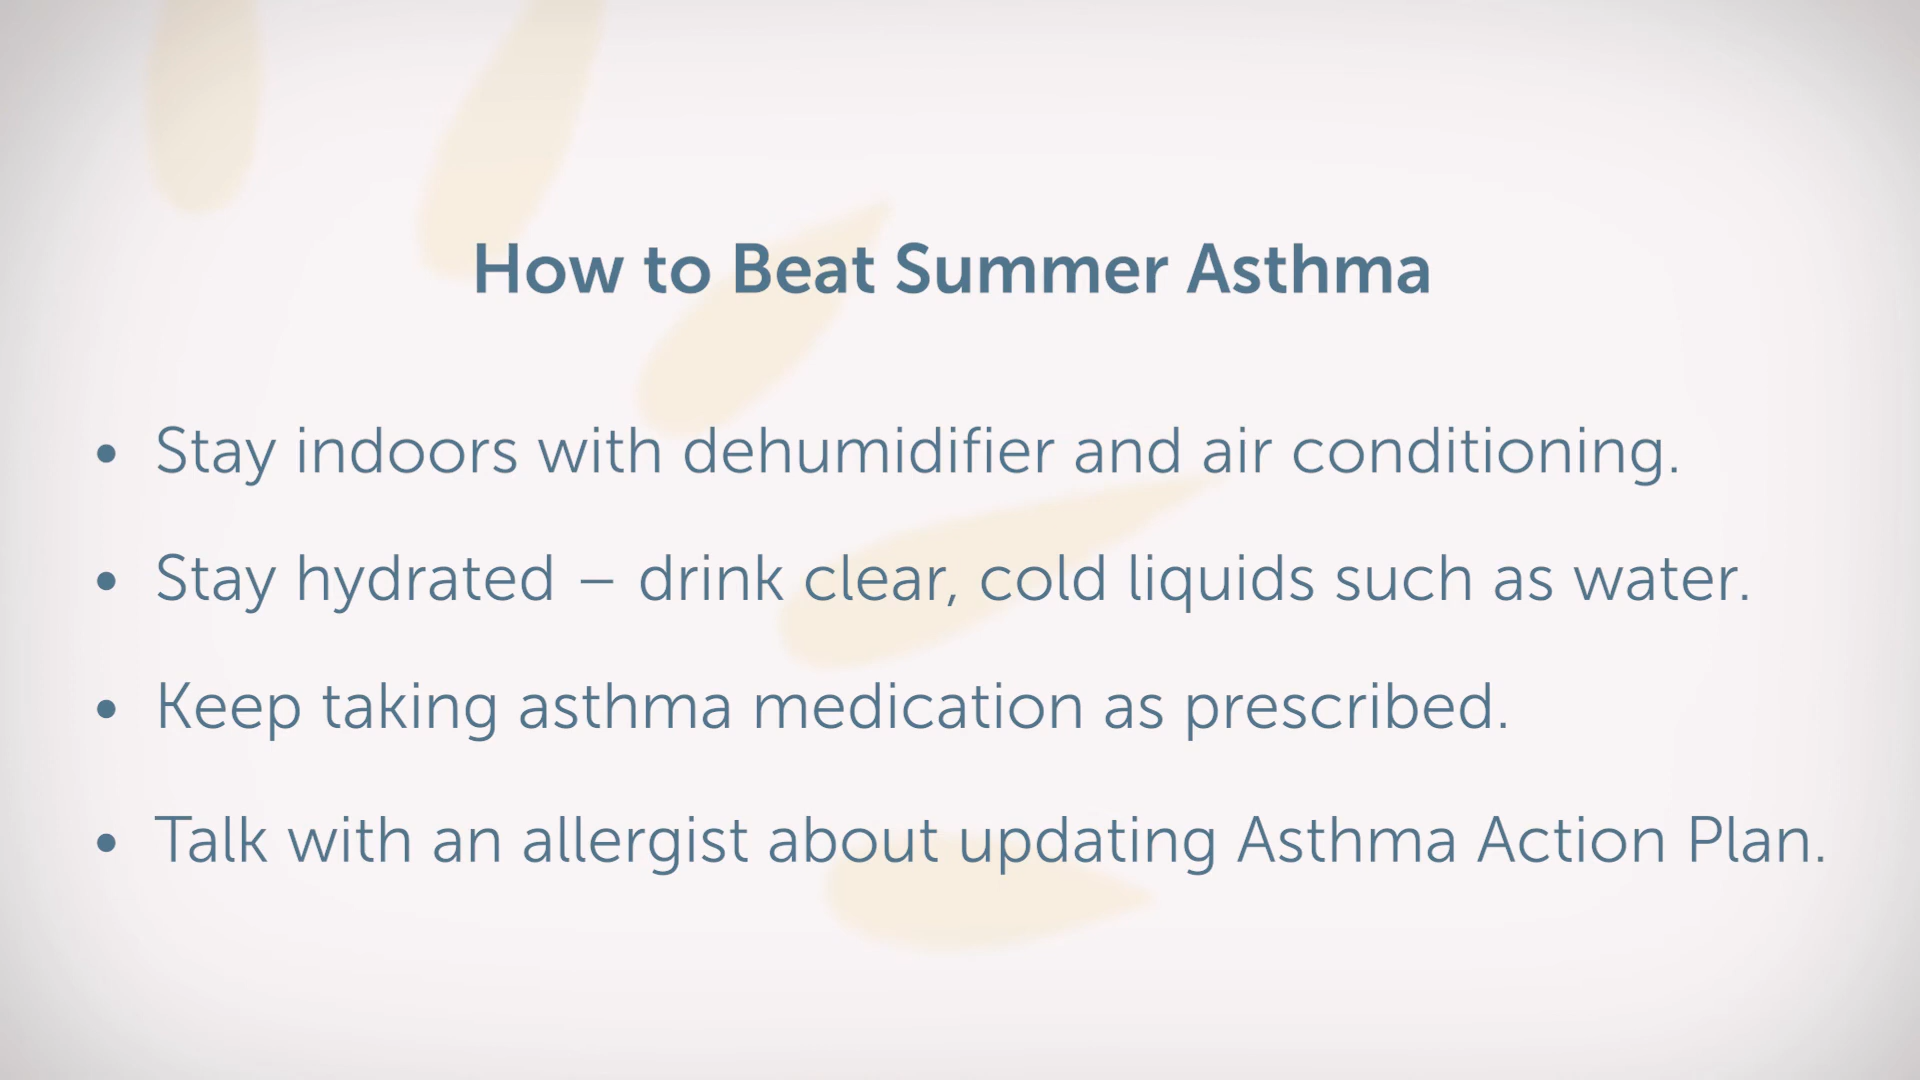 How to Beat Summer Asthma
• Stay indoors with dehumidifier and air conditioning.
• Stay hydrated – drink clear, cold liquids such as water.
• Keep taking asthma medication as prescribed.
• Talk with an allergist about updating Asthma Action Plan.